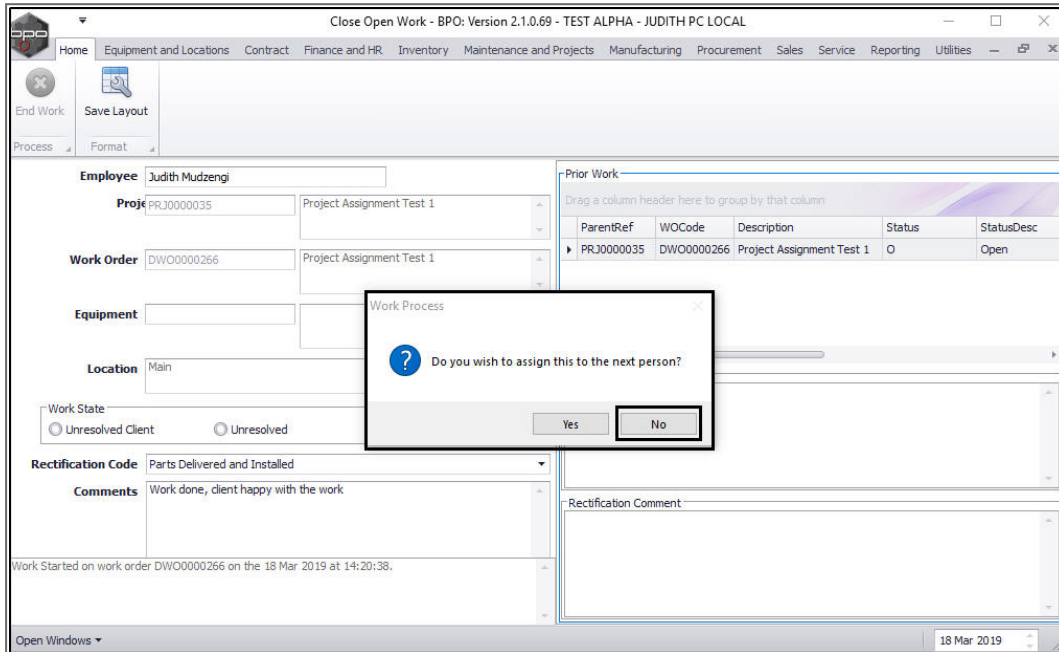 Close Open Work - BPO: Version 2.1.0.69 - TEST ALPHA - JUDITH PC LOCAL
bpo
Home Equipment and Locations Contract Finance and HR Inventory Maintenance and Projects Manufacturing Procurement Sales Service Reporting Utilities
End Work Save Layout
Process Format
Employee Judith Mudzengi
Proje PRJ0000035 Project Assignment Test 1
Work Order DWO0000266 Project Assignment Test 1
Equipment
Location Main
Work State
Unresolved Client Unresolved
Rectification Code Parts Delivered and Installed
Comments Work done, client happy with the work
Work Started on work order DWO0000266 on the 18 Mar 2019 at 14:20:38.
Prior Work
Drag a column header here to group by that column
ParentRef WOCode Description Status StatusDesc
PRJ0000035 DWO0000266 Project Assignment Test 1 O Open
Work Process
Do you wish to assign this to the next person?
Yes No
Rectification Comment
Open Windows 18 Mar 2019